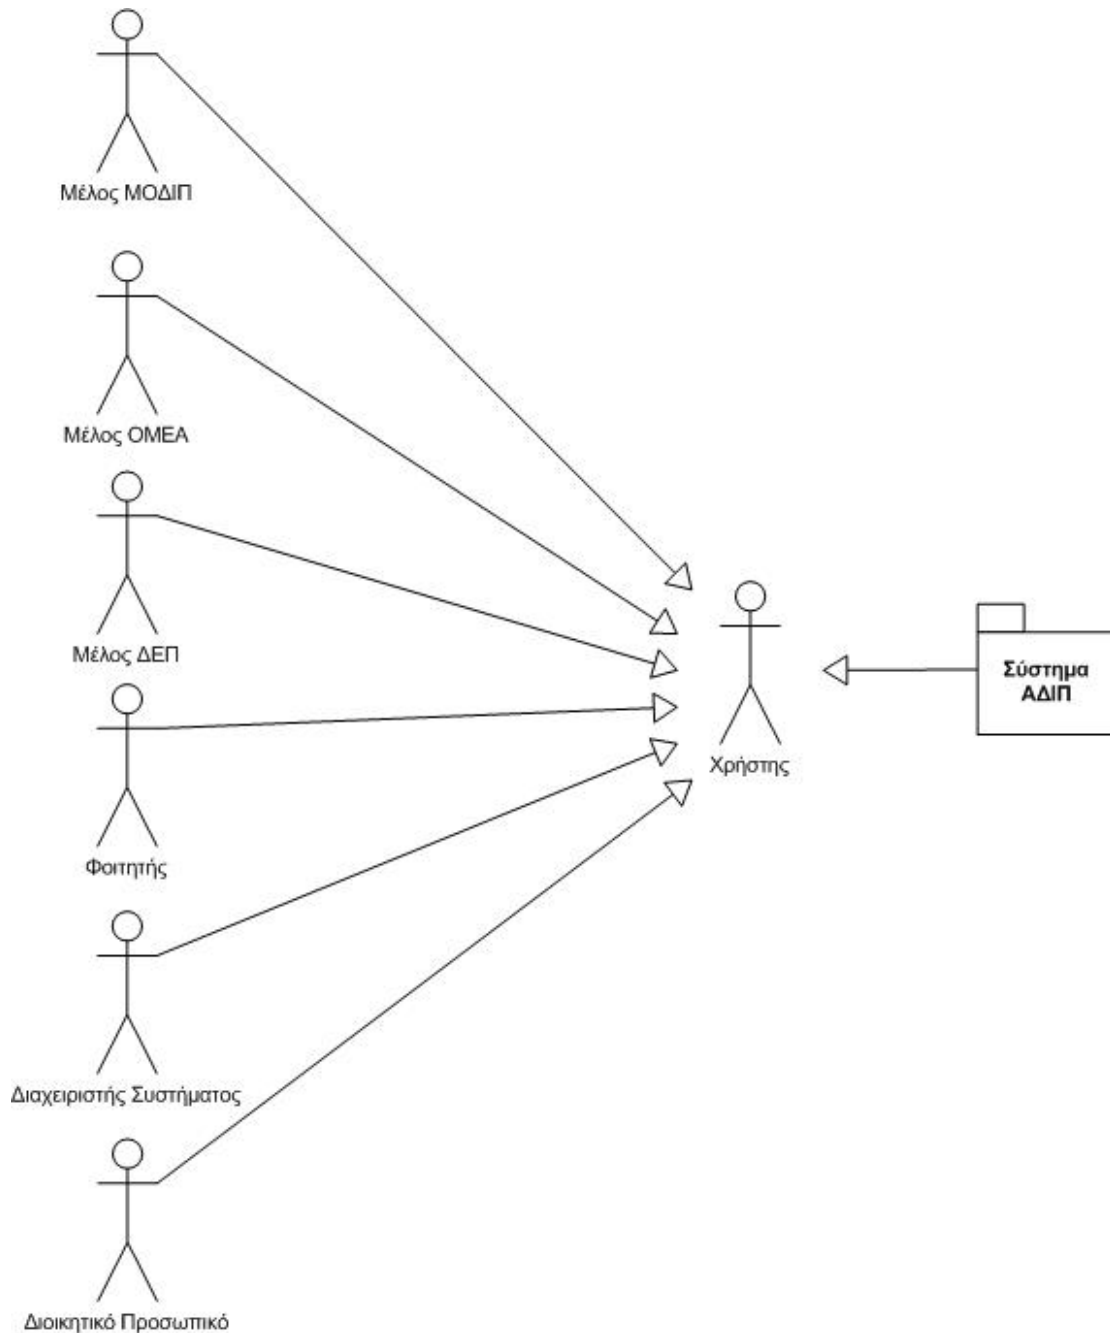 Μέλος ΜΟΔΙΠ
Μέλος ΟΜΕΑ
Μέλος ΔΕΠ
Φοιτητής
Διαχειριστής Συστήματος
Διοικητικό Προσωπικό
Χρήστης
Σύστημα
ΑΔΙΠ